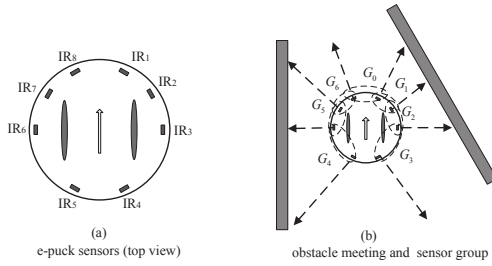 IR8
IR1
IR7
IR2
IR6
IR3
IR5
IR4
(a)
e-puck sensors (top view)
G0
G6
G1
G5
G2
G4
G3
(b)
obstacle meeting and sensor group